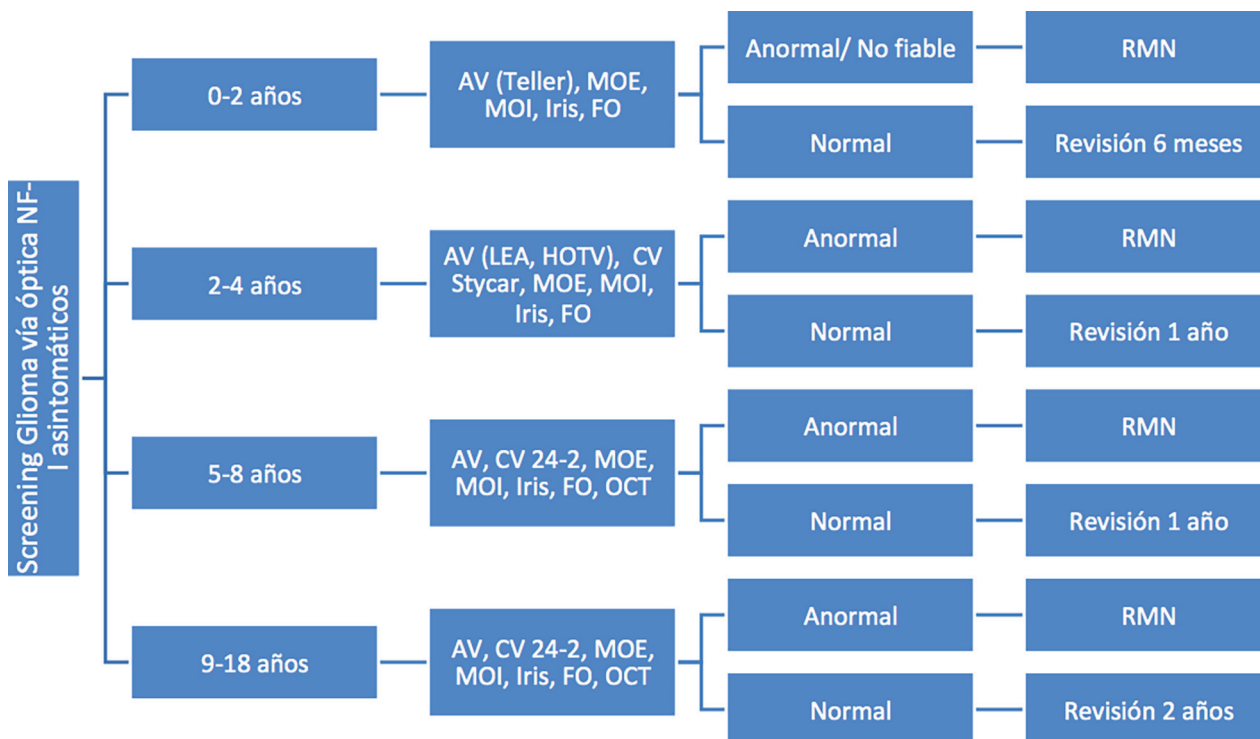 Screening Glioma vía óptica NF-
I asintomáticos
0-2 años
AV (Teller), MOE,
MOI, Iris, FO
Anormal/ No fiable
RMN
Normal
Revisión 6 meses
2-4 años
AV (LEA, HOTV), CV
Stycar, MOE, MOI,
Iris, FO
Anormal
RMN
Normal
Revisión 1 año
5-8 años
AV, CV 24-2, MOE,
MOI, Iris, FO, OCT
Anormal
RMN
Normal
Revisión 1 año
9-18 años
AV, CV 24-2, MOE,
MOI, Iris, FO, OCT
Anormal
RMN
Normal
Revisión 2 años